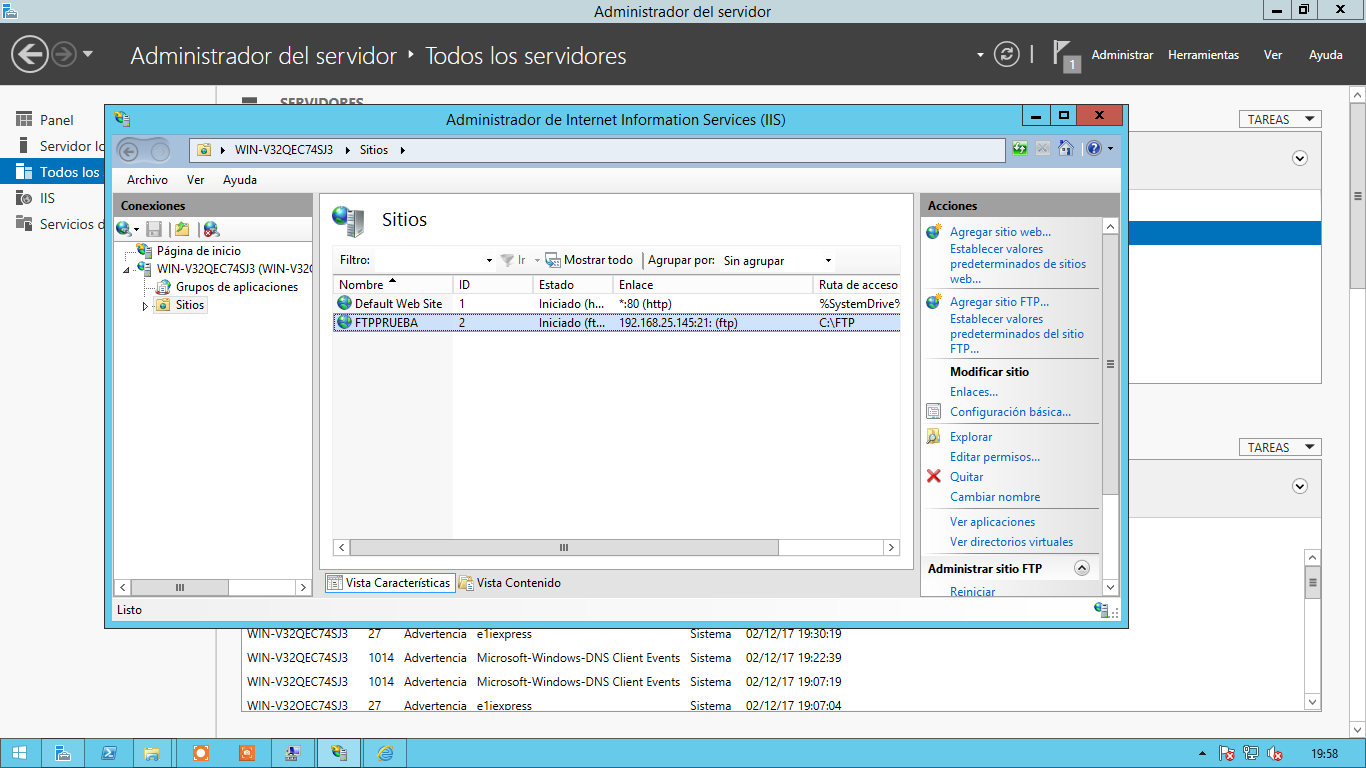 Administrador del servidor
Administrador del servidor
Todos los servidores
1
Administrar
Herramientas
Ver
Ayuda
Panel
Servidor lo
Todos los
IIS
Servicios d
SERVIDORES
TAREAS
TAREAS
Administrador de Internet Information Services (IIS)
WIN-V32QEC74SJ3
Sitios
Archivo
Ver
Ayuda
Conexiones
Página de inicio
WIN-V32QEC74SJ3 (WIN-V32
Grupos de aplicaciones
Sitios
Sitios
Filtro:
Ir
Mostrar todo
Agrupar por:
Sin agrupar
Nombre ID Estado Enlace Ruta de acceso
Default Web Site 1 Iniciado (h... *:80 (http) %SystemDrive%
FTPPRUEBA 2 Iniciado (ft... 192.168.25.145:21: (ftp) C:\FTP
Vista Características
Vista Contenido
Listo
Acciones
Agregar sitio web...
Establecer valores
predeterminados de sitios
web...
Agregar sitio FTP...
Establecer valores
predeterminados del sitio
FTP...
Modificar sitio
Enlaces...
Configuración básica...
Explorar
Editar permisos...
Quitar
Cambiar nombre
Ver aplicaciones
Ver directorios virtuales
Administrar sitio FTP
Reiniciar
WIN-V32QEC74SJ3 27 Advertencia e1iexpress Sistema 02/12/17 19:30:19
WIN-V32QEC74SJ3 1014 Advertencia Microsoft-Windows-DNS Client Events Sistema 02/12/17 19:22:39
WIN-V32QEC74SJ3 1014 Advertencia Microsoft-Windows-DNS Client Events Sistema 02/12/17 19:07:19
WIN-V32QEC74SJ3 27 Advertencia e1iexpress Sistema 02/12/17 19:07:04
19:58